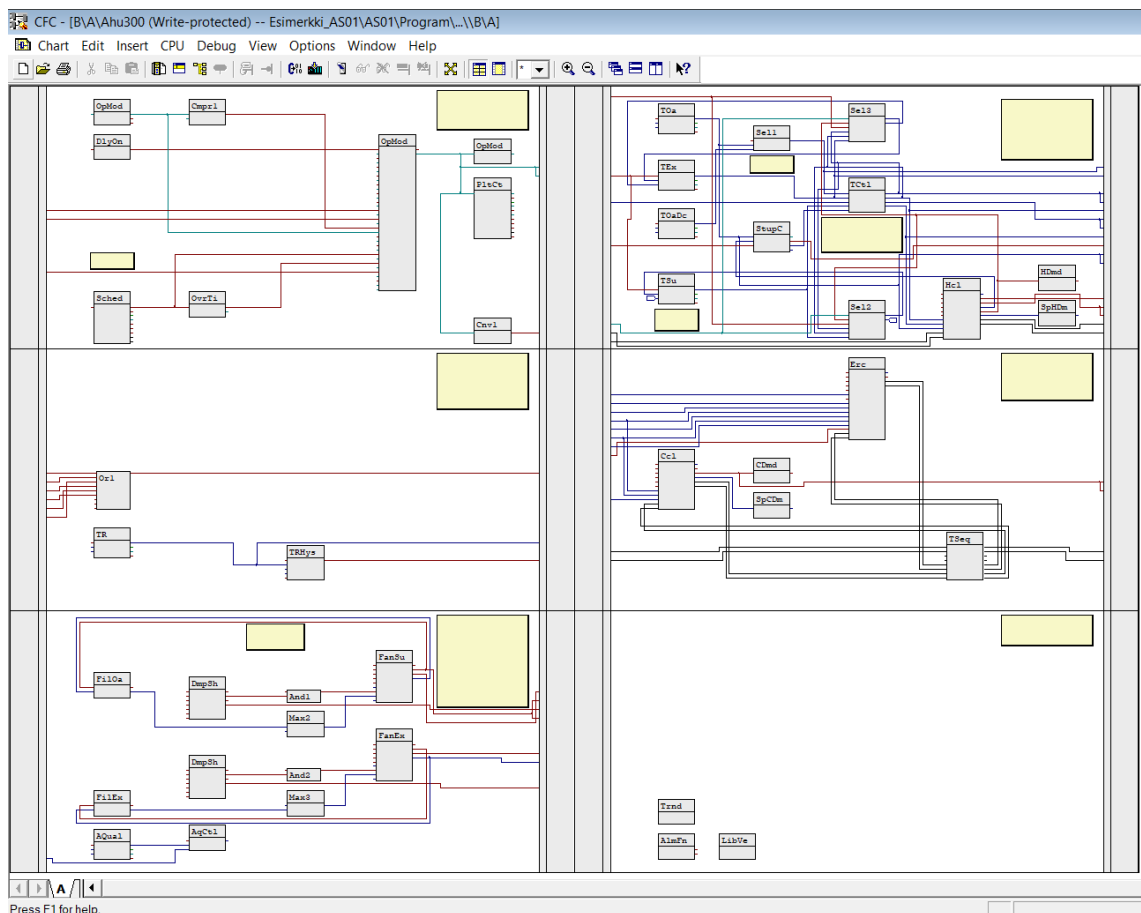 CFC - [B\A\Ahu300 (Write-protected) -- Esimerkki_AS01\AS01\Program\...\\B\A]
Chart Edit Insert CPU Debug View Options Window Help
*
OpMod
Cmpr1
DlyOn
OpMod
OpMod
PltCt
Sched
OvrTi
Cnv1
TOa
Sel3
Sel1
TEx
TCtl
TOaDc
StupC
TSu
Hcl
HDmd
Sel2
SpHDm
Or1
TR
TRHys
Erc
Ccl
CDmd
SpCDm
TSeq
FanSu
FilOa
DmpSh
And1
Max2
FanEx
DmpSh
And2
FilEx
Max3
AQual
AqCtl
Trnd
AlmFn
LibVe
A
Press F1 for help.